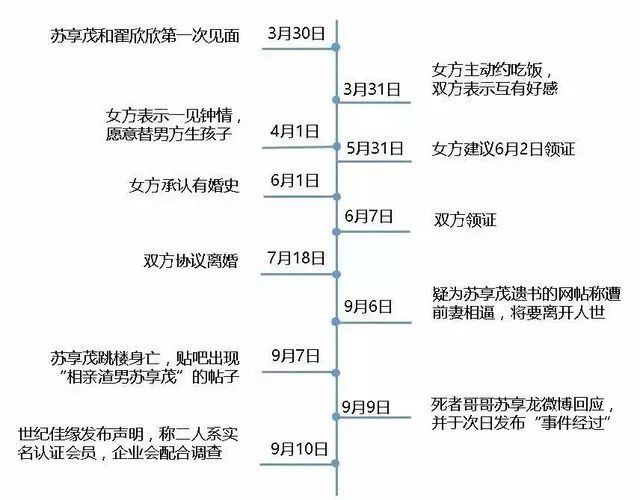 苏享茂和翟欣欣第一次见面
3月30日
3月31日
女方主动约吃饭，
双方表示互有好感
女方表示一见钟情，
愿意替男方生孩子
4月1日
5月31日
女方建议6月2日领证
女方承认有婚史
6月1日
6月7日
双方领证
双方协议离婚
7月18日
9月6日
疑为苏享茂遗书的网帖称遭
前妻相逼，将要离开人世
苏享茂跳楼身亡，贴吧出现
“相亲渣男苏享茂”的帖子
9月7日
9月9日
死者哥哥苏享龙微博回应，
并于次日发布“事件经过”
世纪佳缘发布声明，称二人系实
名认证会员，企业会配合调查
9月10日